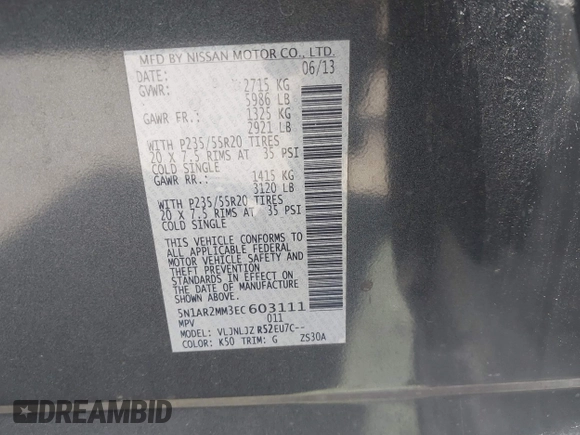 MFD BY NISSAN MOTOR CO., LTD.
DATE: 06/13
GVWR: 2715 KG
5986 LB
GAWR FR.: 1325 KG
2921 LB
WITH P235/55R20 TIRES
20 X 7.5 RIMS AT 35 PSI
COLD SINGLE
GAWR RR.: 1415 KG
3120 LB
WITH P235/55R20 TIRES
20 X 7.5 RIMS AT 35 PSI
COLD SINGLE
THIS VEHICLE CONFORMS TO
ALL APPLICABLE FEDERAL
MOTOR VEHICLE SAFETY AND
THEFT PREVENTION
STANDARDS IN EFFECT ON
THE DATE OF MANUFACTURE
SHOWN ABOVE.
5N1AR2MM3EC603111
MPV 011
MODEL: VLJNLJZ RS2EU7C--
COLOR: K50 TRIM: G ZS30A
DREAMBID